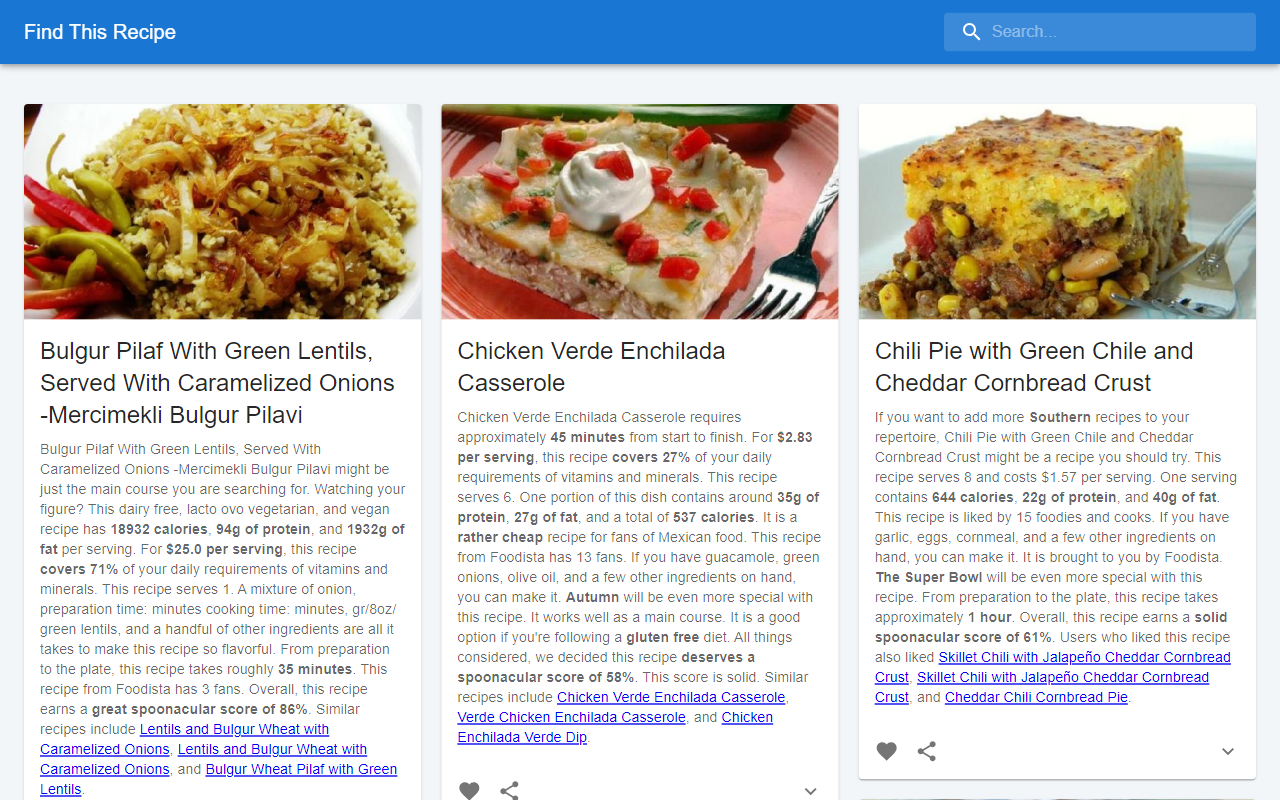 Find This Recipe
Search...
Bulgur Pilaf With Green Lentils,
Served With Caramelized Onions
-Mercimekli Bulgur Pilavi
Bulgur Pilaf With Green Lentils, Served With
Caramelized Onions -Mercimekli Bulgur Pilavi might be
just the main course you are searching for. Watching your
figure? This dairy free, lacto ovo vegetarian, and vegan
recipe has 18932 calories, 94g of protein, and 1932g of
fat per serving. For $25.0 per serving, this recipe
covers 71% of your daily requirements of vitamins and
minerals. This recipe serves 1. A mixture of onion,
preparation time: minutes cooking time: minutes, gr/8oz/
green lentils, and a handful of other ingredients are all it
takes to make this recipe so flavorful. From preparation
to the plate, this recipe takes roughly 35 minutes. This
recipe from Foodista has 3 fans. Overall, this recipe
earns a great spoonacular score of 86%. Similar
recipes include Lentils and Bulgur Wheat with
Caramelized Onions, Lentils and Bulgur Wheat with
Caramelized Onions, and Bulgur Wheat Pilaf with Green
Lentils.
Chicken Verde Enchilada
Casserole
Chicken Verde Enchilada Casserole requires
approximately 45 minutes from start to finish. For $2.83
per serving, this recipe covers 27% of your daily
requirements of vitamins and minerals. This recipe
serves 6. One portion of this dish contains around 35g of
protein, 27g of fat, and a total of 537 calories. It is a
rather cheap recipe for fans of Mexican food. This recipe
from Foodista has 13 fans. If you have guacamole, green
onions, olive oil, and a few other ingredients on hand,
you can make it. Autumn will be even more special with
this recipe. It works well as a main course. It is a good
option if you're following a gluten free diet. All things
considered, we decided this recipe deserves a
spoonacular score of 58%. This score is solid. Similar
recipes include Chicken Verde Enchilada Casserole,
Verde Chicken Enchilada Casserole, and Chicken
Enchilada Verde Dip.
Chili Pie with Green Chile and
Cheddar Cornbread Crust
If you want to add more Southern recipes to your
repertoire, Chili Pie with Green Chile and Cheddar
Cornbread Crust might be a recipe you should try. This
recipe serves 8 and costs $1.57 per serving. One serving
contains 644 calories, 22g of protein, and 40g of fat.
This recipe is liked by 15 foodies and cooks. If you have
garlic, eggs, cornmeal, and a few other ingredients on
hand, you can make it. It is brought to you by Foodista.
The Super Bowl will be even more special with this
recipe. From preparation to the plate, this recipe takes
approximately 1 hour. Overall, this recipe earns a solid
spoonacular score of 61%. Users who liked this recipe
also liked Skillet Chili with Jalapeño Cheddar Cornbread
Crust, Skillet Chili with Jalapeño Cheddar Cornbread
Crust, and Cheddar Chili Cornbread Pie.